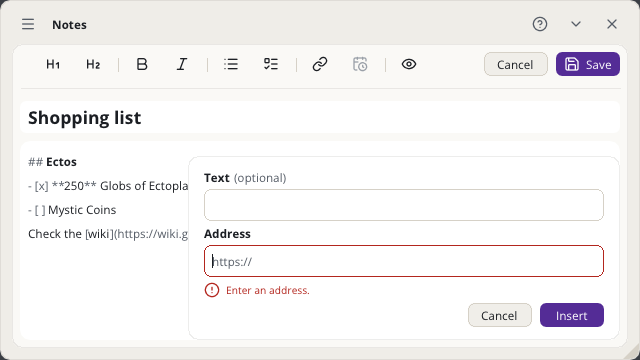 Notes
H1 H2 B I Cancel Save
Shopping list
## Ectos
- [x] **250** Globs of Ectopla
- [ ] Mystic Coins
Check the [wiki](https://wiki.g
Text (optional)
Address
https://
Enter an address.
Cancel Insert